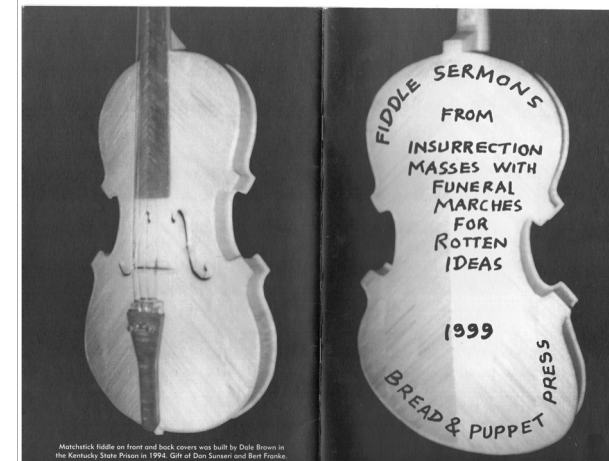 Matchstick fiddle on front and back covers was built by Dale Brown in
the Kentucky State Prison in 1994. Gift of Don Sunseri and Bert Franke.
FIDDLE SERMONS
FROM
INSURRECTION
MASSES WITH
FUNERAL
MARCHES
FOR
ROTTEN
IDEAS
1999
BREAD & PUPPET PRESS